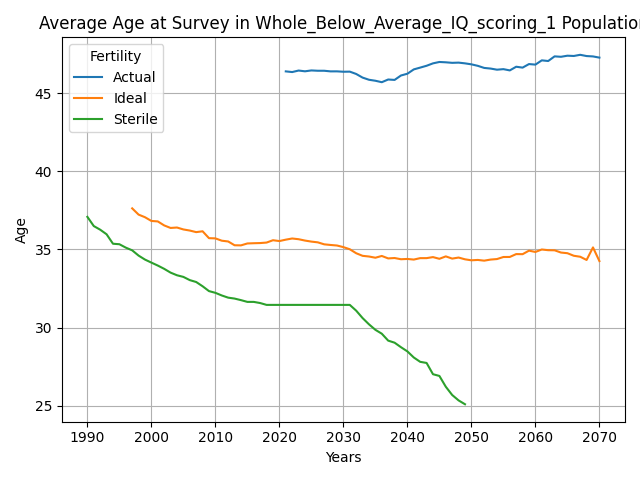 Average Age at Survey in Whole_Below_Average_IQ_scoring_1 Population
Fertility
Actual
Ideal
Sterile
Age
45
40
35
30
25
1990 2000 2010 2020 2030 2040 2050 2060 2070
Years